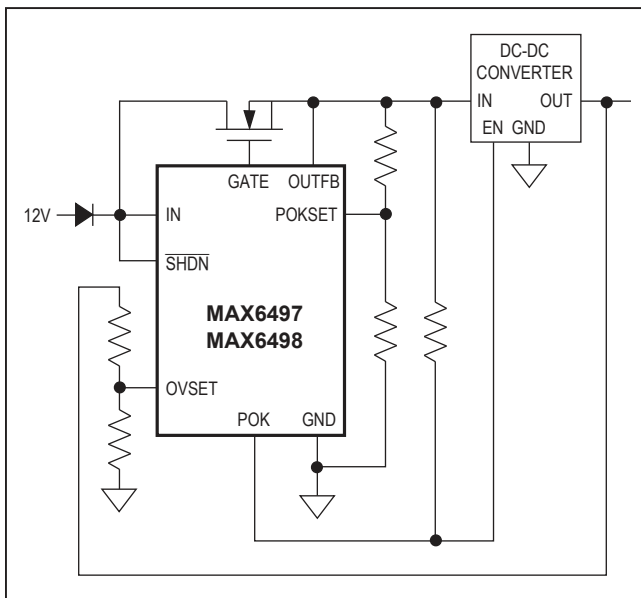 DC-DC
CONVERTER
IN OUT
EN GND
GATE OUTFB
12V IN POKSET
SHDN
MAX6497
MAX6498
OVSET
POK GND